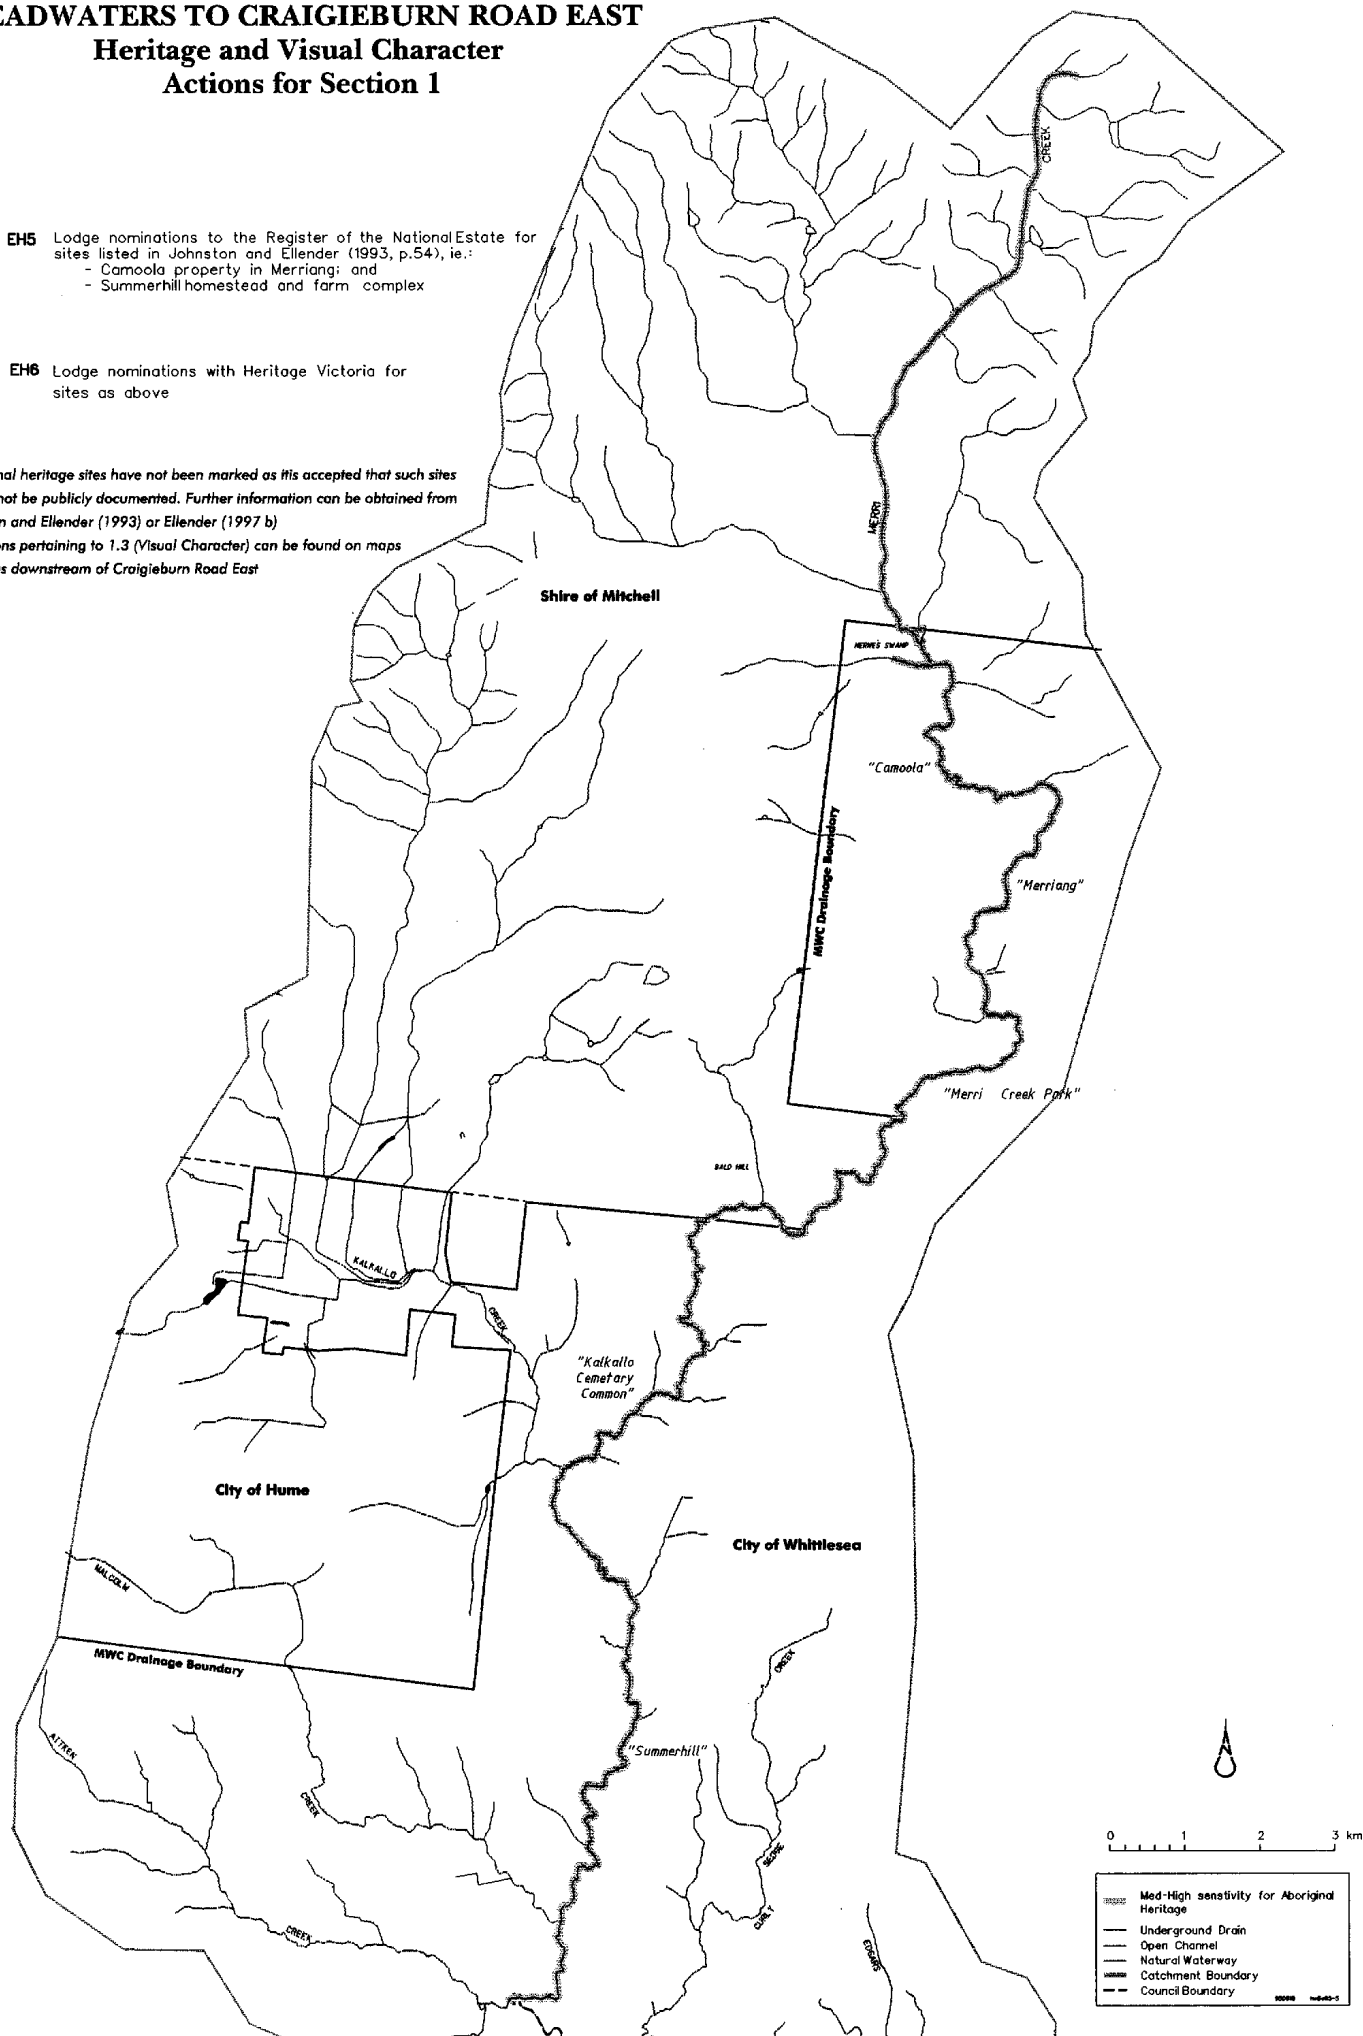 EADWATERS TO CRAIGIEBURN ROAD EAST
Heritage and Visual Character
Actions for Section 1
EH5 Lodge nominations to the Register of the National Estate for
sites listed in Johnston and Ellender (1993, p.54), ie.:
- Camoola property in Merriang; and
- Summerhill homestead and farm complex
EH6 Lodge nominations with Heritage Victoria for
sites as above
nal heritage sites have not been marked as itis accepted that such sites
not be publicly documented. Further information can be obtained from
n and Ellender (1993) or Ellender (1997 b)
ns pertaining to 1.3 (Visual Character) can be found on maps
s downstream of Craigieburn Road East
CREEK
MERRI
Shire of Mitchell
HERNES SWAMP
"Camoola"
MWC Drainage Boundary
"Merriang"
"Merri Creek Park"
BALD HILL
KALKALLO
CREEK
"Kalkallo
Cemetary
Common"
City of Hume
City of Whittlesea
MALCOLM
MWC Drainage Boundary
CREEK
AITKEN
"Summerhill"
CREEK
SEDGE
CURLY
CREEK
EDGARS
N
0 1 2 3 km
Med-High senstivity for Aboriginal
Heritage
Underground Drain
Open Channel
Natural Waterway
Catchment Boundary
Council Boundary